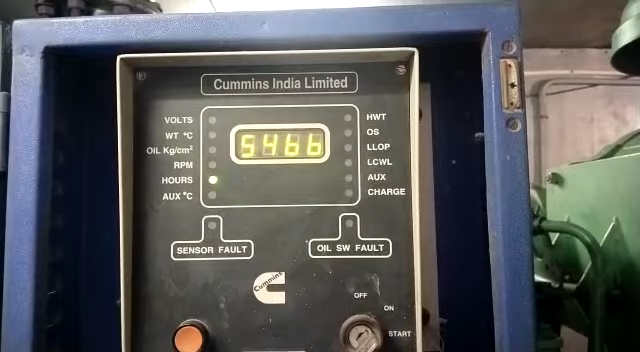 Cummins India Limited
VOLTS
WT °C
OIL Kg/cm²
RPM
HOURS
AUX °C
5466
HWT
OS
LLOP
LCWL
AUX
CHARGE
SENSOR FAULT
OIL SW FAULT
Cummins
OFF
ON
START